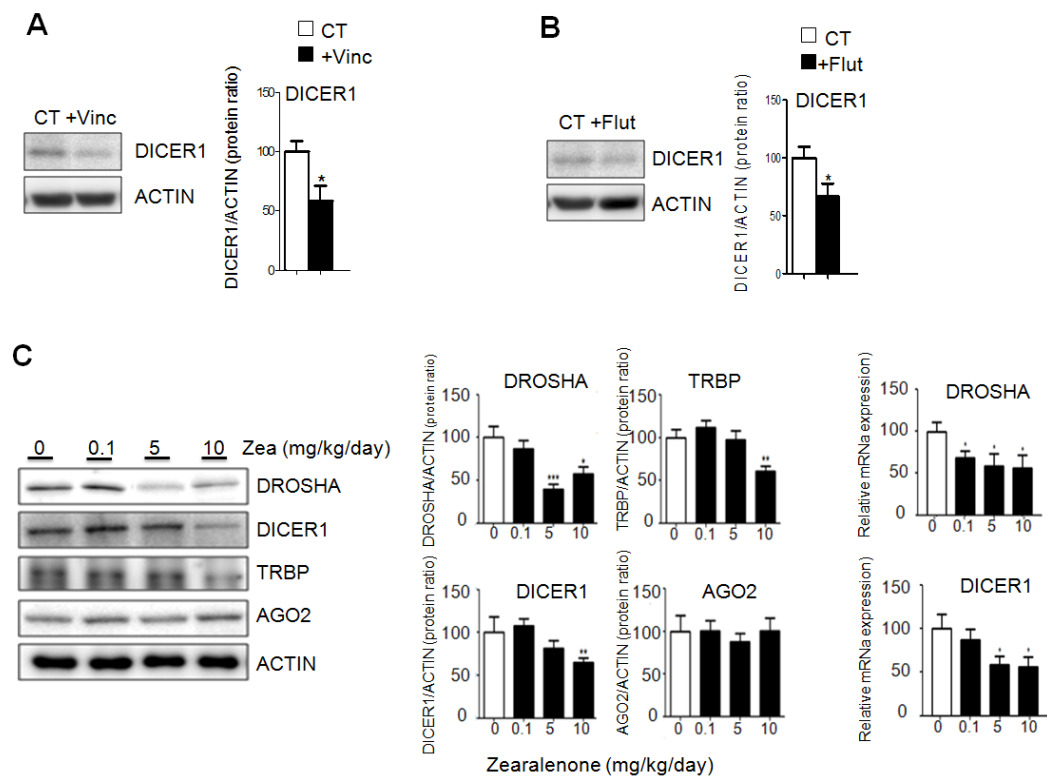 A
CT
+Vinc
CT +Vinc
DICER1
ACTIN
DICER1/ACTIN (protein ratio)
150
100
50
0
DICER1
*
B
CT
+Flut
CT +Flut
DICER1
ACTIN
DICER1/ACTIN (protein ratio)
150
100
50
0
DICER1
*
C
0 0.1 5 10 Zea (mg/kg/day)
DROSHA
DICER1
TRBP
AGO2
ACTIN
DROSHA/ACTIN (protein ratio)
150
100
50
0
DROSHA
*** *
0 0.1 5 10
TRBP/ACTIN (protein ratio)
150
100
50
0
TRBP
**
0 0.1 5 10
Relative mRNA expression)
150
100
50
0
DROSHA
* * *
0 0.1 5 10
DICER1/ACTIN (protein ratio)
150
100
50
0
DICER1
**
0 0.1 5 10
AGO2/ACTIN (protein ratio)
150
100
50
0
AGO2
0 0.1 5 10
Relative mRNA expression)
150
100
50
0
DICER1
* *
0 0.1 5 10
Zearalenone (mg/kg/day)